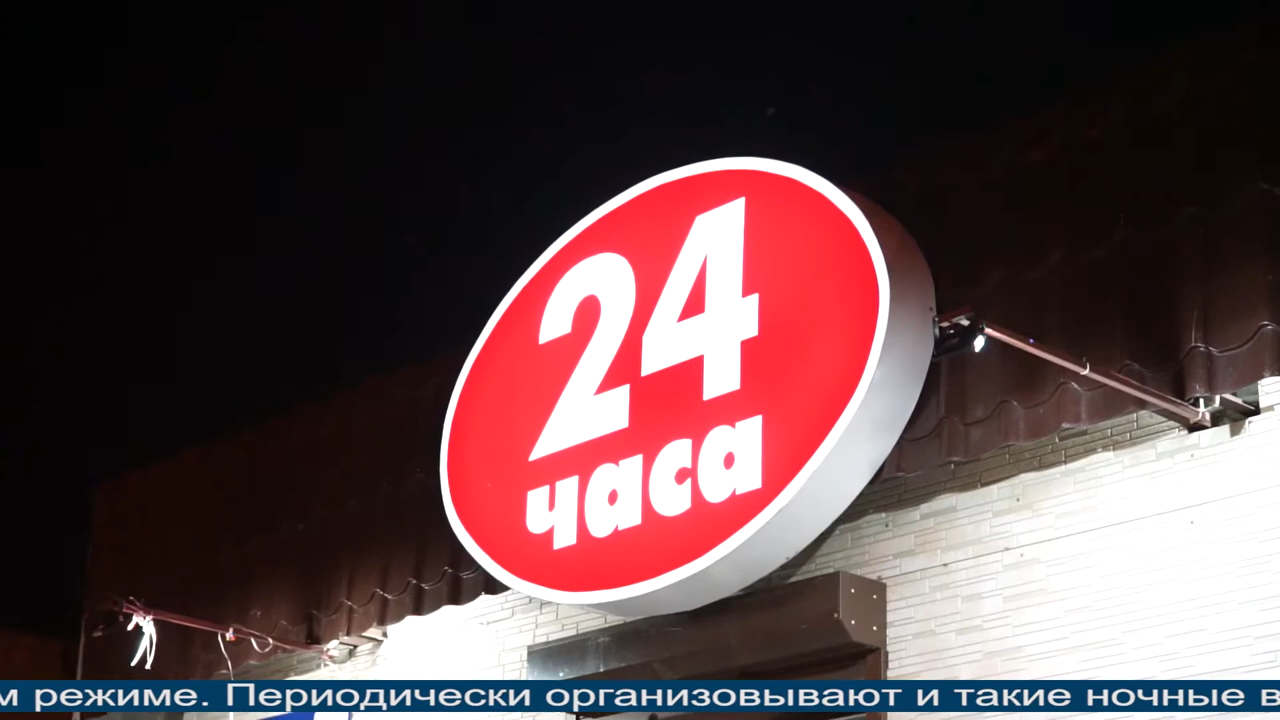 24
часа
м режиме. Периодически организовывают и такие ночные в